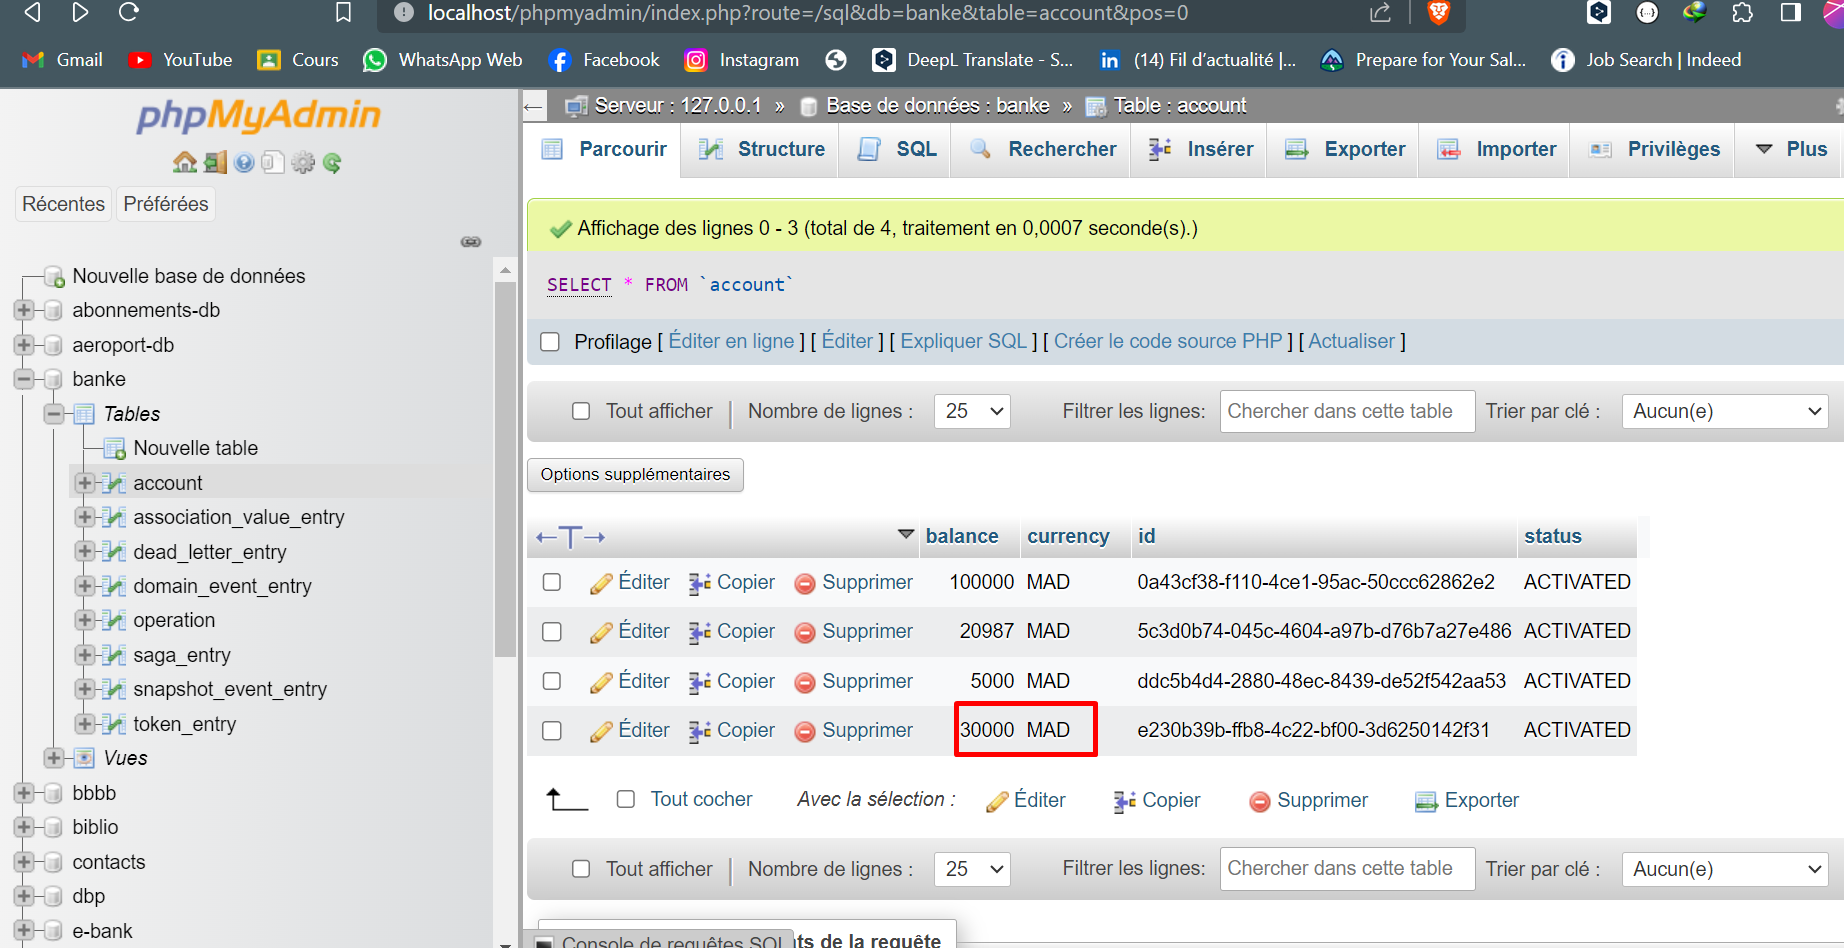 localhost/phpmyadmin/index.php?route=/sql&db=banke&table=account&pos=0
Gmail YouTube Cours WhatsApp Web Facebook Instagram DeepL Translate - S... (14) Fil d'actualité |... Prepare for Your Sal... Job Search | Indeed
phpMyAdmin
Récentes Préférées
Nouvelle base de données
abonnements-db
aeroport-db
banke
Tables
Nouvelle table
account
association_value_entry
dead_letter_entry
domain_event_entry
operation
saga_entry
snapshot_event_entry
token_entry
Vues
bbbb
biblio
contacts
dbp
e-bank
Serveur : 127.0.0.1 » Base de données : banke » Table : account
Parcourir Structure SQL Rechercher Insérer Exporter Importer Privilèges Plus
Affichage des lignes 0 - 3 (total de 4, traitement en 0,0007 seconde(s).)
SELECT * FROM `account`
Profilage [ Éditer en ligne ] [ Éditer ] [ Expliquer SQL ] [ Créer le code source PHP ] [ Actualiser ]
Tout afficher | Nombre de lignes : 25 Filtrer les lignes: Chercher dans cette table Trier par clé : Aucun(e)
Options supplémentaires
←T→ balance currency id status
Éditer Copier Supprimer 100000 MAD 0a43cf38-f110-4ce1-95ac-50ccc62862e2 ACTIVATED
Éditer Copier Supprimer 20987 MAD 5c3d0b74-045c-4604-a97b-d76b7a27e486 ACTIVATED
Éditer Copier Supprimer 5000 MAD ddc5b4d4-2880-48ec-8439-de52f542aa53 ACTIVATED
Éditer Copier Supprimer 30000 MAD e230b39b-ffb8-4c22-bf00-3d6250142f31 ACTIVATED
Tout cocher Avec la sélection : Éditer Copier Supprimer Exporter
Tout afficher | Nombre de lignes : 25 Filtrer les lignes: Chercher dans cette table Trier par clé : Aucun(e)
Console de requêtes SQL de la requête